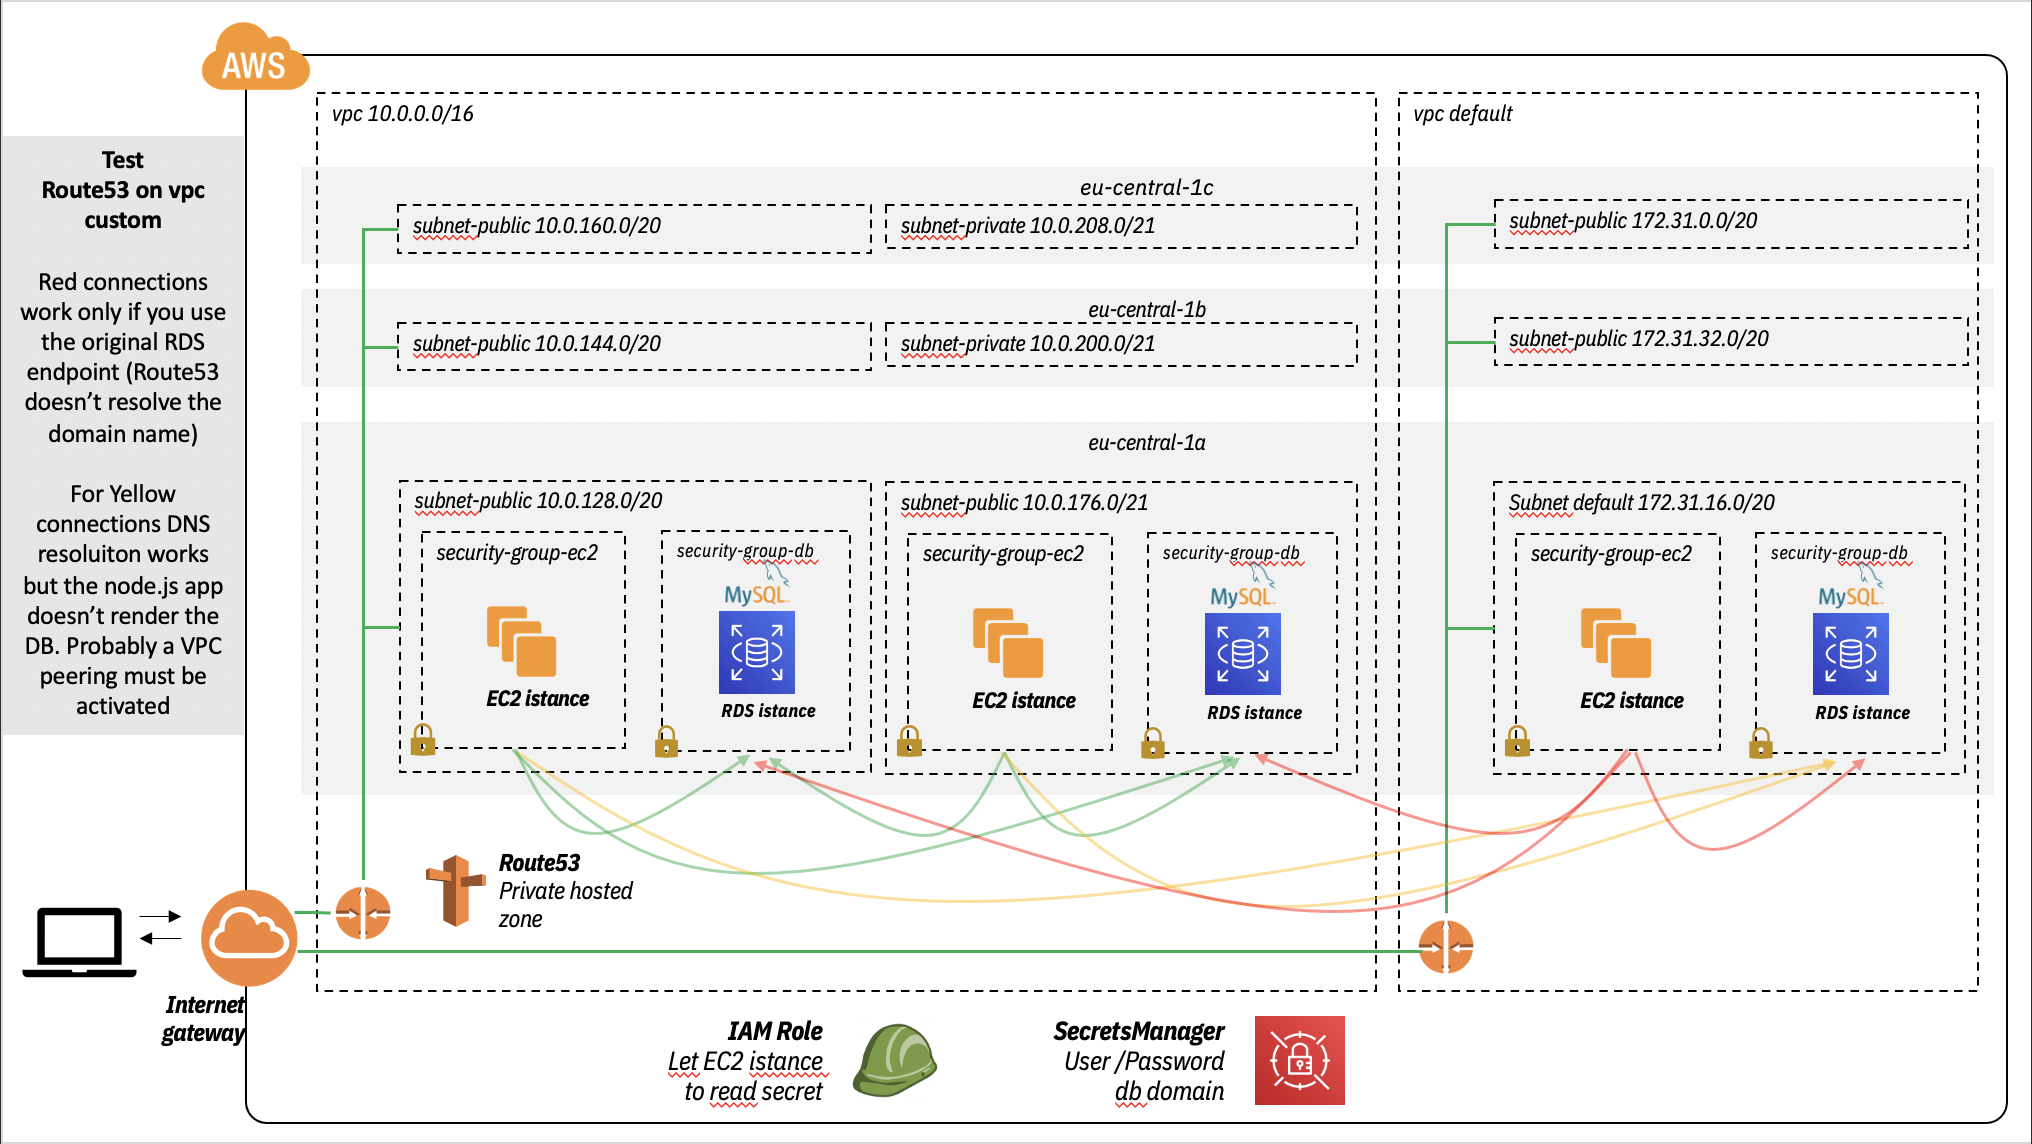 AWS
Test
Route53 on vpc
custom
Red connections
work only if you use
the original RDS
endpoint (Route53
doesn’t resolve the
domain name)
For Yellow
connections DNS
resoluiton works
but the node.js app
doesn’t render the
DB. Probably a VPC
peering must be
activated
vpc 10.0.0.0/16
vpc default
eu-central-1c
subnet-public 10.0.160.0/20
subnet-private 10.0.208.0/21
subnet-public 172.31.0.0/20
eu-central-1b
subnet-public 10.0.144.0/20
subnet-private 10.0.200.0/21
subnet-public 172.31.32.0/20
eu-central-1a
subnet-public 10.0.128.0/20
security-group-ec2
EC2 istance
security-group-db
MySQL
RDS istance
subnet-public 10.0.176.0/21
security-group-ec2
EC2 istance
security-group-db
MySQL
RDS istance
Subnet default 172.31.16.0/20
security-group-ec2
EC2 istance
security-group-db
MySQL
RDS istance
Route53
Private hosted
zone
Internet
gateway
IAM Role
Let EC2 istance
to read secret
SecretsManager
User /Password
db domain